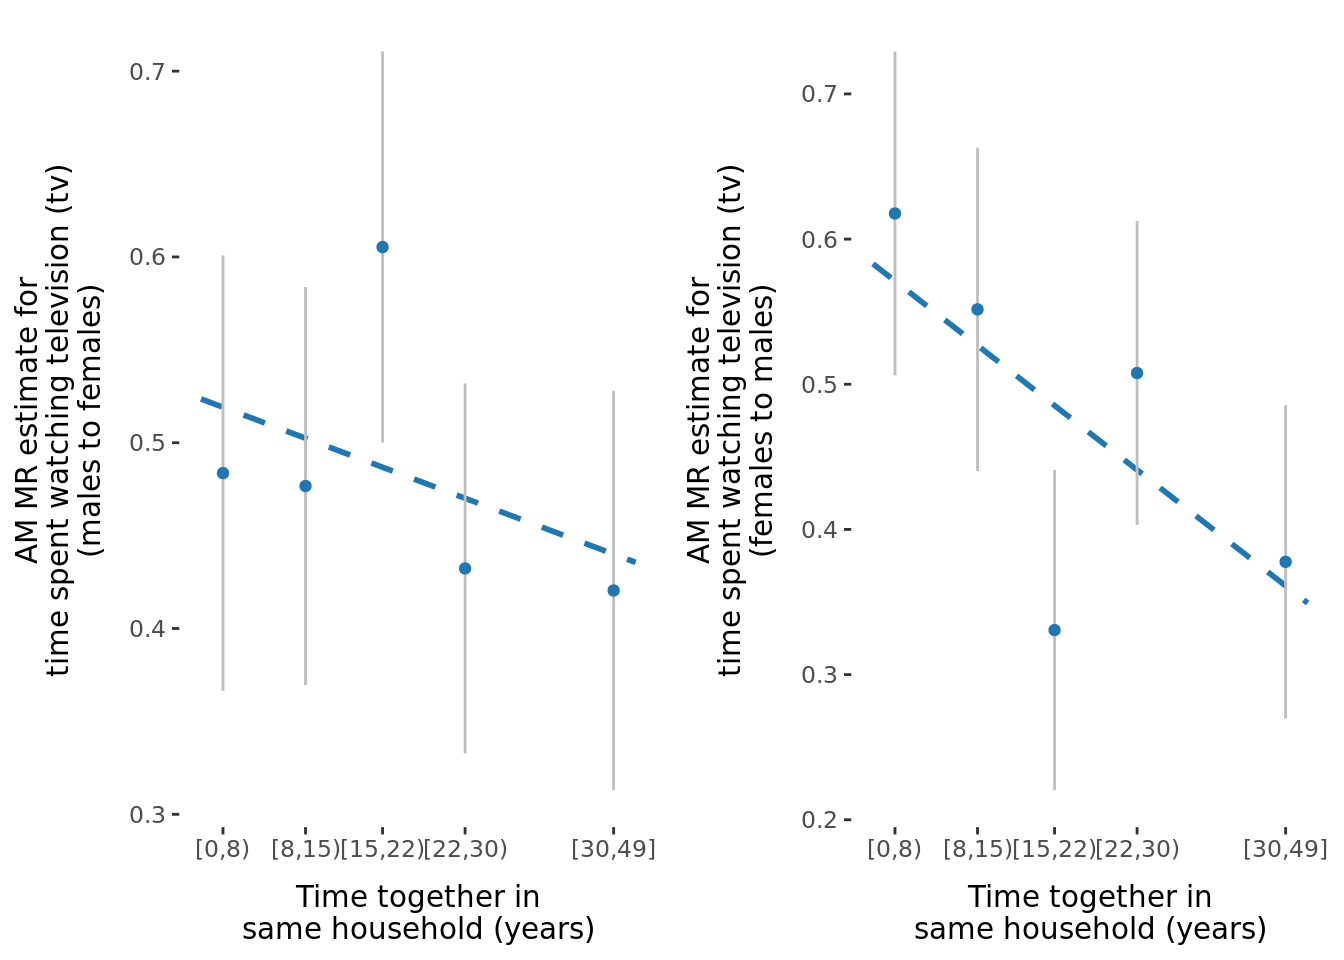 AM MR estimate for
time spent watching television (tv)
(males to females)
0.7
0.6
0.5
0.4
0.3
[0,8)
[8,15)
[15,22)
[22,30)
[30,49]
Time together in
same household (years)
AM MR estimate for
time spent watching television (tv)
(females to males)
0.7
0.6
0.5
0.4
0.3
0.2
[0,8)
[8,15)
[15,22)
[22,30)
[30,49]
Time together in
same household (years)